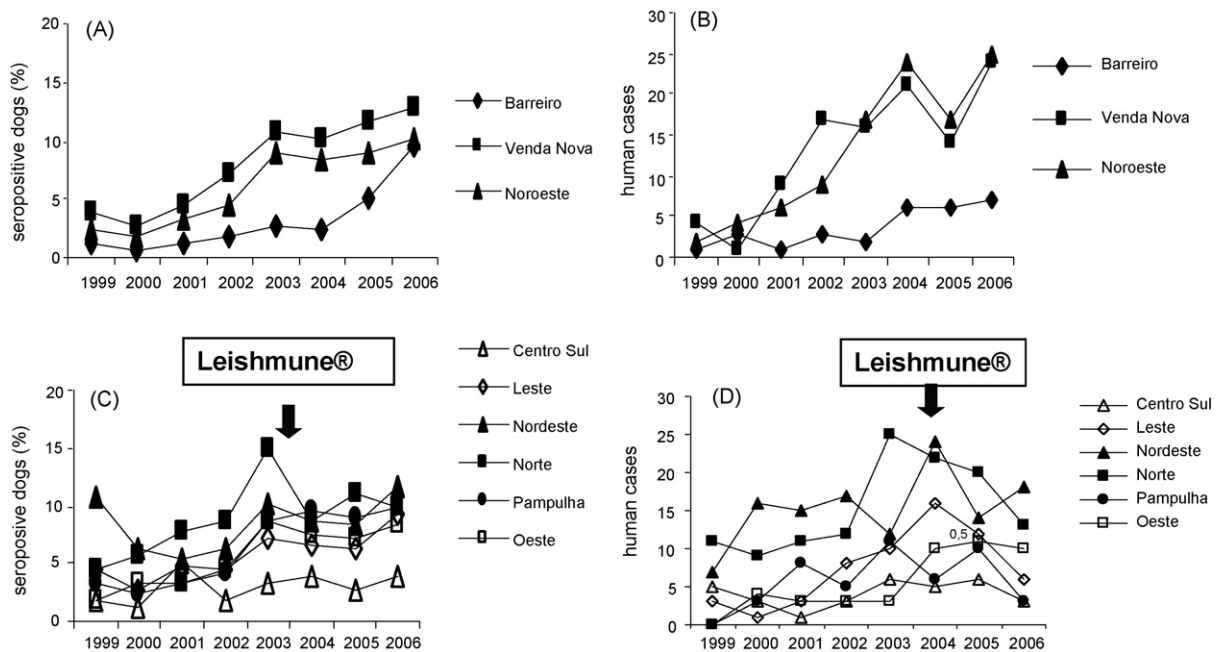 (A)
seropositive dogs (%)
20
15
10
5
0
1999 2000 2001 2002 2003 2004 2005 2006
Barreiro
Venda Nova
Noroeste
(B)
human cases
30
25
20
15
10
5
0
1999 2000 2001 2002 2003 2004 2005 2006
Barreiro
Venda Nova
Noroeste
Leishmune®
(C)
seroposive dogs (%)
20
15
10
5
0
1999 2000 2001 2002 2003 2004 2005 2006
Centro Sul
Leste
Nordeste
Norte
Pampulha
Oeste
Leishmune®
(D)
human cases
30
25
20
15
10
5
0
0,5
1999 2000 2001 2002 2003 2004 2005 2006
Centro Sul
Leste
Nordeste
Norte
Pampulha
Oeste